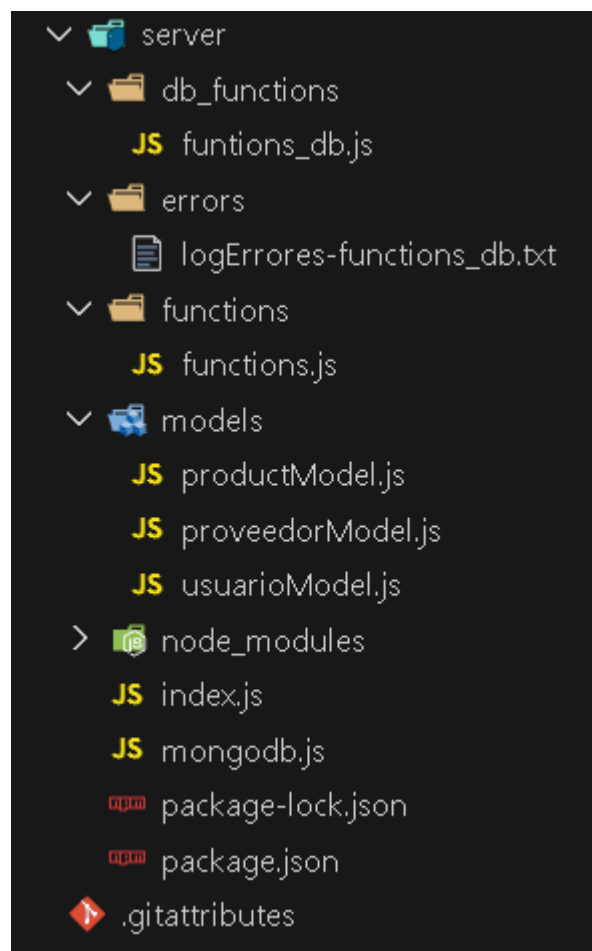 server
db_functions
JS funtions_db.js
errors
logErrores-functions_db.txt
functions
JS functions.js
models
JS productModel.js
JS proveedorModel.js
JS usuarioModel.js
node_modules
JS index.js
JS mongodb.js
package-lock.json
package.json
.gitattributes